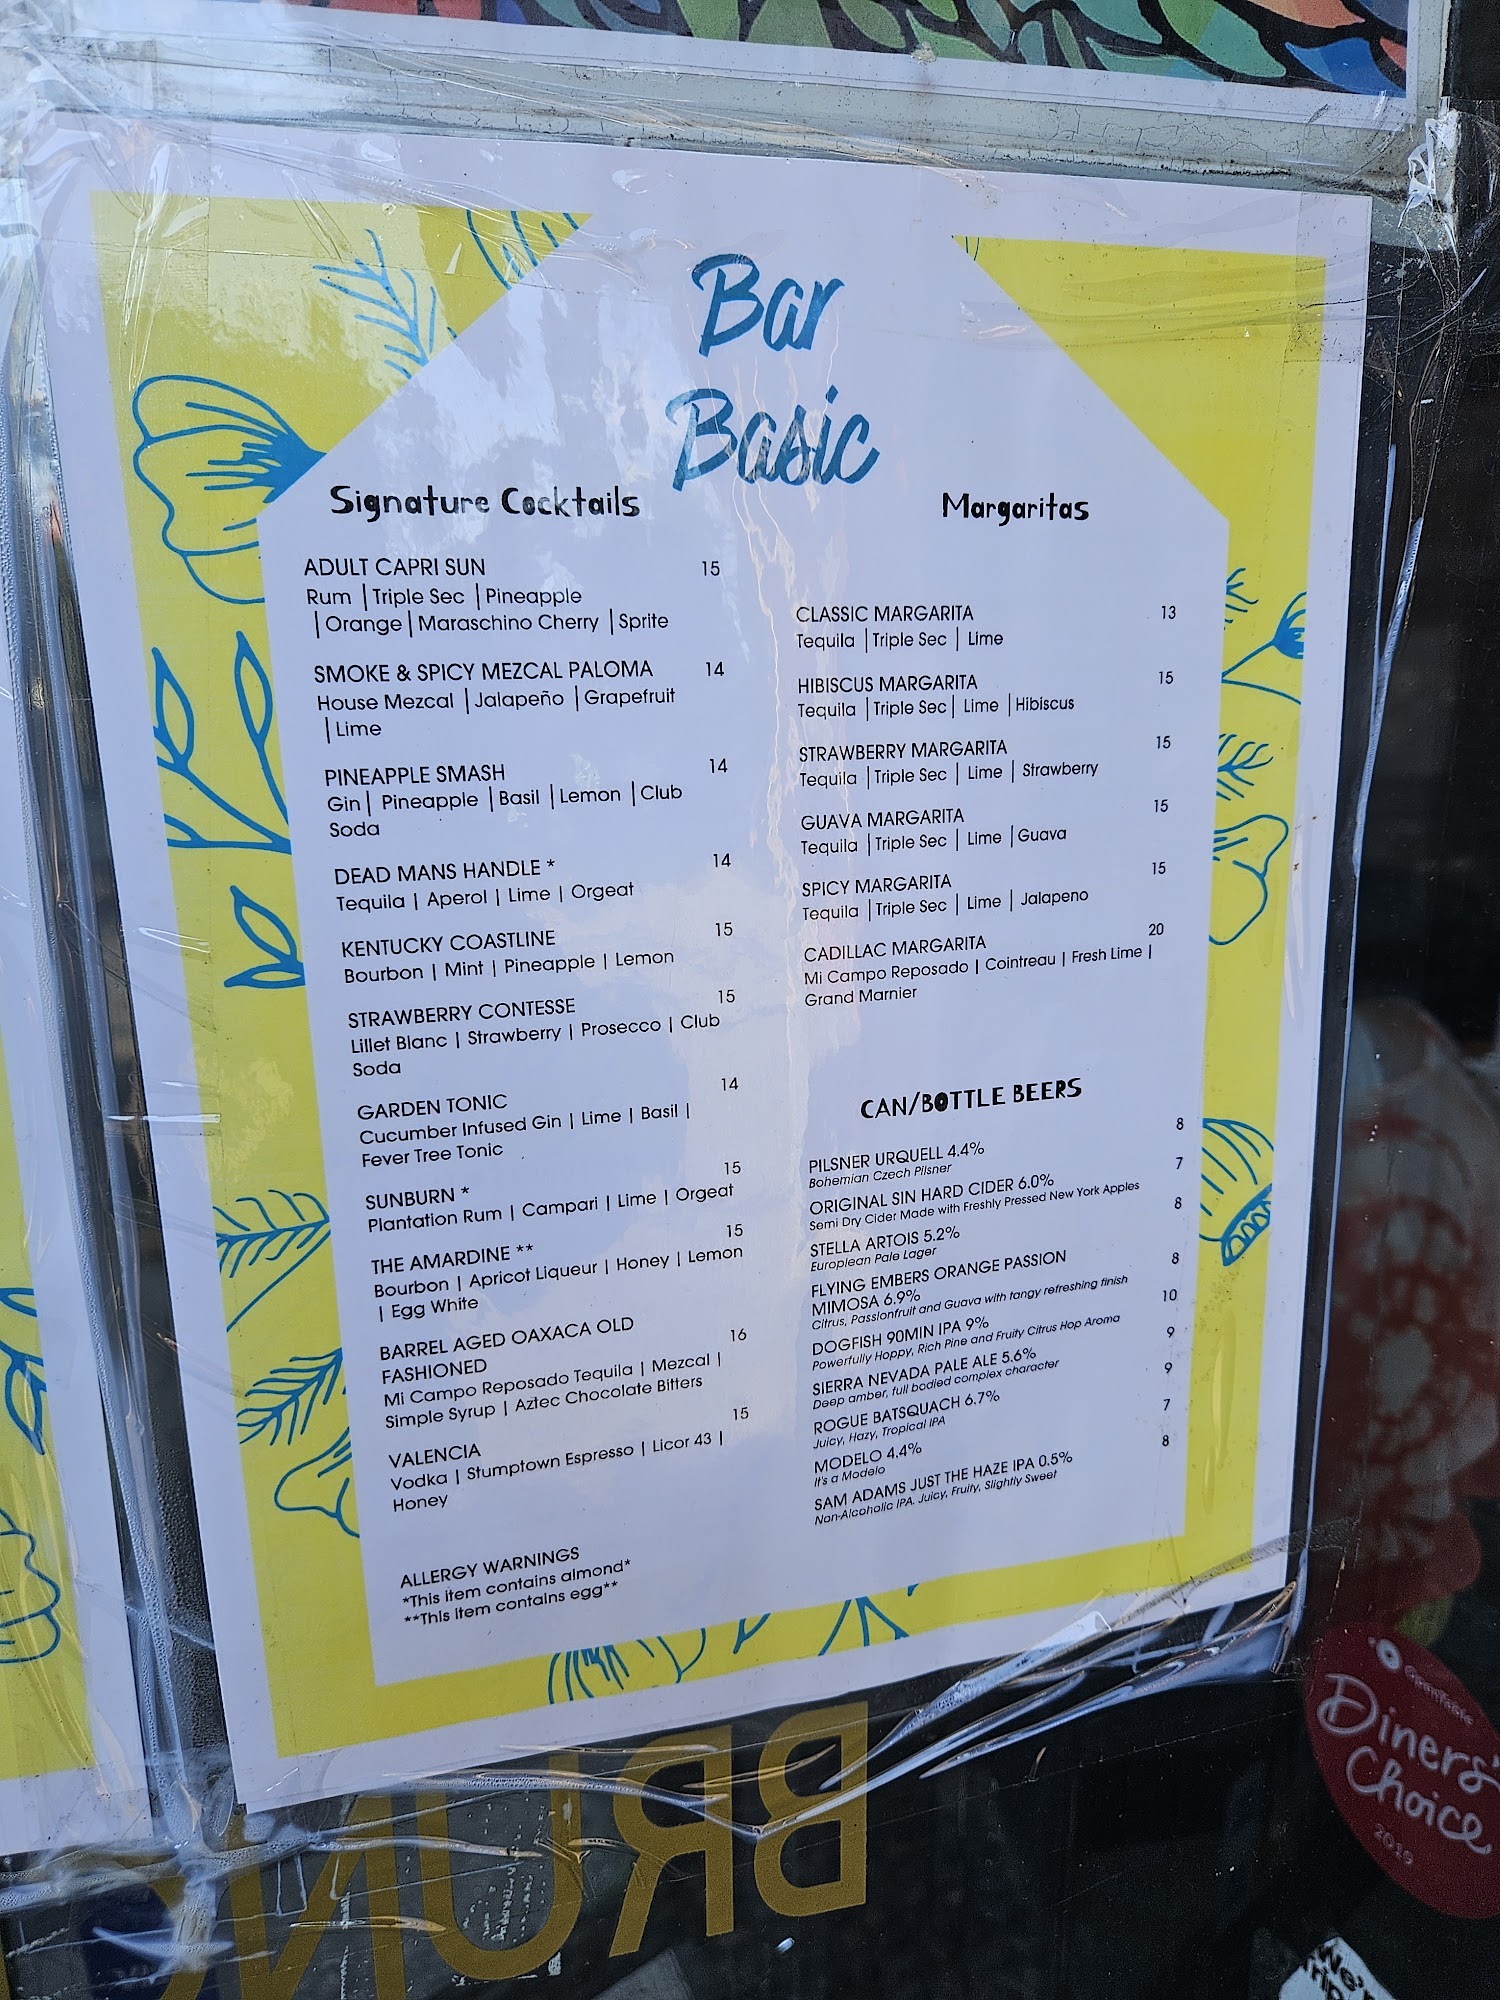 Bar
Basic
Signature Cocktails
ADULT CAPRI SUN 15
Rum | Triple Sec | Pineapple
| Orange | Maraschino Cherry | Sprite
SMOKE & SPICY MEZCAL PALOMA 14
House Mezcal | Jalapeño | Grapefruit
| Lime
PINEAPPLE SMASH 14
Gin | Pineapple | Basil | Lemon | Club
Soda
DEAD MANS HANDLE * 14
Tequila | Aperol | Lime | Orgeat
KENTUCKY COASTLINE 15
Bourbon | Mint | Pineapple | Lemon
STRAWBERRY CONTESSE 15
Lillet Blanc | Strawberry | Prosecco | Club
Soda
GARDEN TONIC 14
Cucumber Infused Gin | Lime | Basil |
Fever Tree Tonic
SUNBURN * 15
Plantation Rum | Campari | Lime | Orgeat
THE AMARDINE ** 15
Bourbon | Apricot Liqueur | Honey | Lemon
| Egg White
BARREL AGED OAXACA OLD 16
FASHIONED
Mi Campo Reposado Tequila | Mezcal |
Simple Syrup | Aztec Chocolate Bitters
VALENCIA 15
Vodka | Stumptown Espresso | Licor 43 |
Honey
ALLERGY WARNINGS
*This item contains almond*
**This item contains egg**
Margaritas
CLASSIC MARGARITA 13
Tequila | Triple Sec | Lime
HIBISCUS MARGARITA 15
Tequila | Triple Sec | Lime | Hibiscus
STRAWBERRY MARGARITA 15
Tequila | Triple Sec | Lime | Strawberry
GUAVA MARGARITA 15
Tequila | Triple Sec | Lime | Guava
SPICY MARGARITA 15
Tequila | Triple Sec | Lime | Jalapeno
CADILLAC MARGARITA 20
Mi Campo Reposado | Cointreau | Fresh Lime |
Grand Marnier
CAN/BOTTLE BEERS
PILSNER URQUELL 4.4% 8
Bohemian Czech Pilsner
ORIGINAL SIN HARD CIDER 6.0% 7
Semi Dry Cider Made with Freshly Pressed New York Apples
STELLA ARTOIS 5.2% 8
Europlean Pale Lager
FLYING EMBERS ORANGE PASSION 8
MIMOSA 6.9%
Citrus, Passionfruit and Guava with tangy refreshing finish
DOGFISH 90MIN IPA 9% 10
Powerfully Hoppy, Rich Pine and Fruity Citrus Hop Aroma
SIERRA NEVADA PALE ALE 5.6% 9
Deep amber, full bodied complex character
ROGUE BATSQUACH 6.7% 9
Juicy, Hazy, Tropical IPA
MODELO 4.4% 7
It's a Modelo
SAM ADAMS JUST THE HAZE IPA 0.5% 8
Non-Alcoholic IPA. Juicy, Fruity, Slightly Sweet
BRUNC
OpenTable
Diners'
Choice
2019
We'